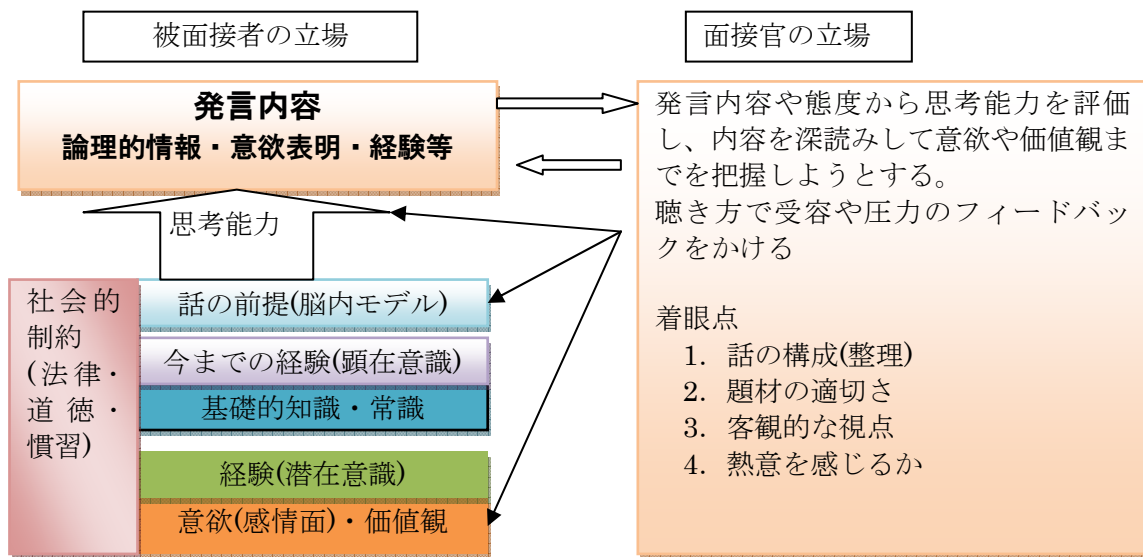 被面接者の立場
面接官の立場
発言内容
論理的情報・意欲表明・経験等
思考能力
社会的
制約
(法律・
道徳・
慣習)
話の前提(脳内モデル)
今までの経験(顕在意識)
基礎的知識・常識
経験(潜在意識)
意欲(感情面)・価値観
発言内容や態度から思考能力を評価
し、内容を深読みして意欲や価値観ま
でを把握しようとする。
聴き方で受容や圧力のフィードバッ
クをかける
着眼点
1. 話の構成(整理)
2. 題材の適切さ
3. 客観的な視点
4. 熱意を感じるか